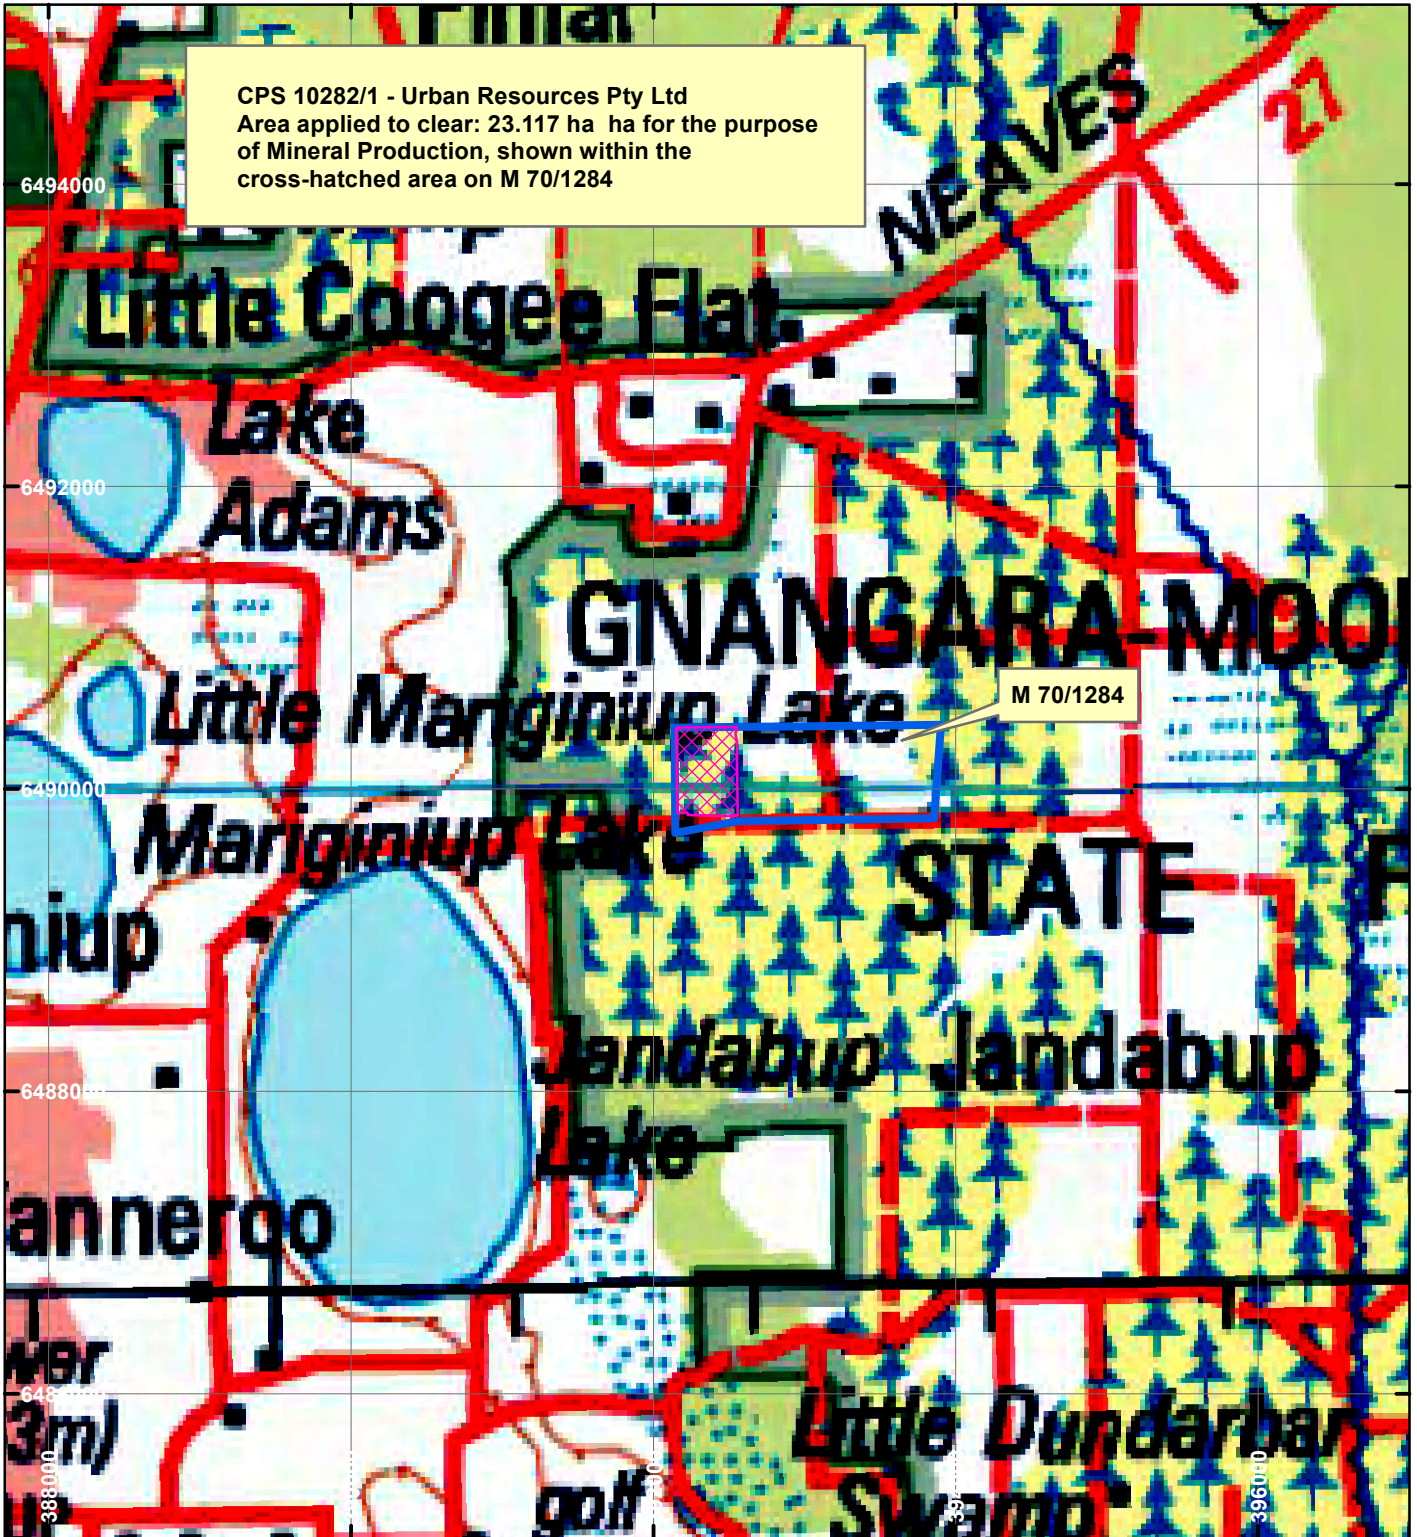 CPS 10282/1 - Urban Resources Pty Ltd
Area applied to clear: 23.117 ha  ha for the purpose
of Mineral Production, shown within the
cross-hatched area on M 70/1284
NEAVES
27
6494000
Little Coogee Flat
Lake
Adams
6492000
GNANGARA-MOO
M 70/1284
Little Mariginiup Lake
6490000
Mariginiup Lake
STATE
niup
Jandabup Jandabup
6488000
Lake
anneroo
3m)
Little Dundarbar
Swamp
golf
388000
396000